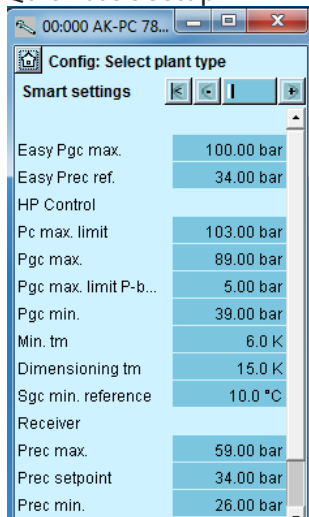 00:000 AK-PC 78...
Config: Select plant type
Smart settings
Easy Pgc max. 100.00 bar
Easy Prec ref. 34.00 bar
HP Control
Pc max. limit 103.00 bar
Pgc max. 89.00 bar
Pgc max. limit P-b... 5.00 bar
Pgc min. 39.00 bar
Min. tm 6.0 K
Dimensioning tm 15.0 K
Sgc min. reference 10.0 °C
Receiver
Prec max. 59.00 bar
Prec setpoint 34.00 bar
Prec min. 26.00 bar